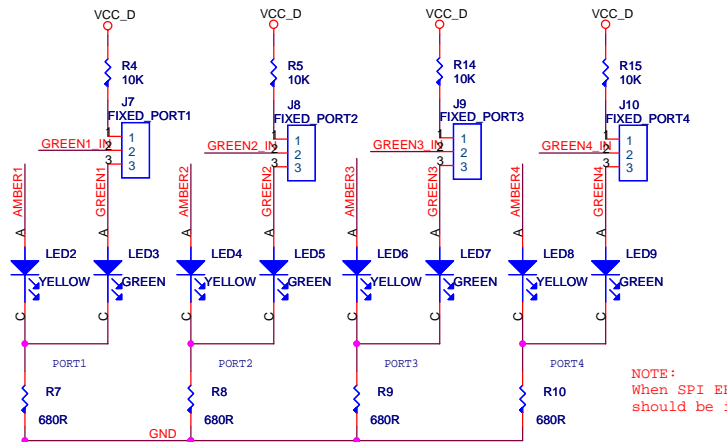 VCC_D VCC_D VCC_D VCC_D
R4 R5 R14 R15
10K 10K 10K 10K
J7 J8 J9 J10
FIXED_PORT1 FIXED_PORT2 FIXED_PORT3 FIXED_PORT4
1 1 1 1 1 1 1 1
GREEN1_IN 2 2 GREEN2_IN 2 2 GREEN3_IN 2 2 GREEN4_IN 2 2
3 3 3 3 3 3 3 3
AMBER1 GREEN1 AMBER2 GREEN2 AMBER3 GREEN3 AMBER4 GREEN4
A A A A A A A A
LED2 LED3 LED4 LED5 LED6 LED7 LED8 LED9
YELLOW GREEN YELLOW GREEN YELLOW GREEN YELLOW GREEN
C C C C C C C C
PORT1 PORT2 PORT3 PORT4
R7 R8 R9 R10
680R 680R 680R 680R
GND
NOTE:
When SPI
should be